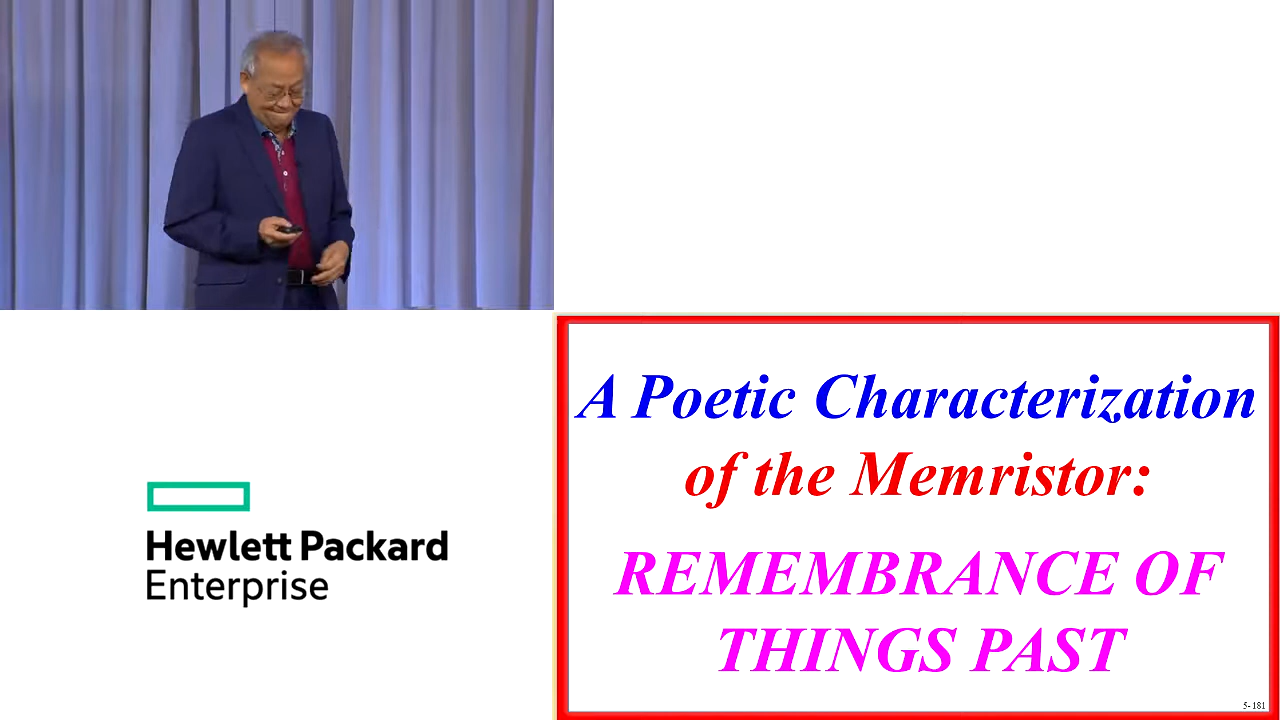 Hewlett Packard
Enterprise
A Poetic Characterization
of the Memristor:
REMEMBRANCE OF
THINGS PAST
5-181